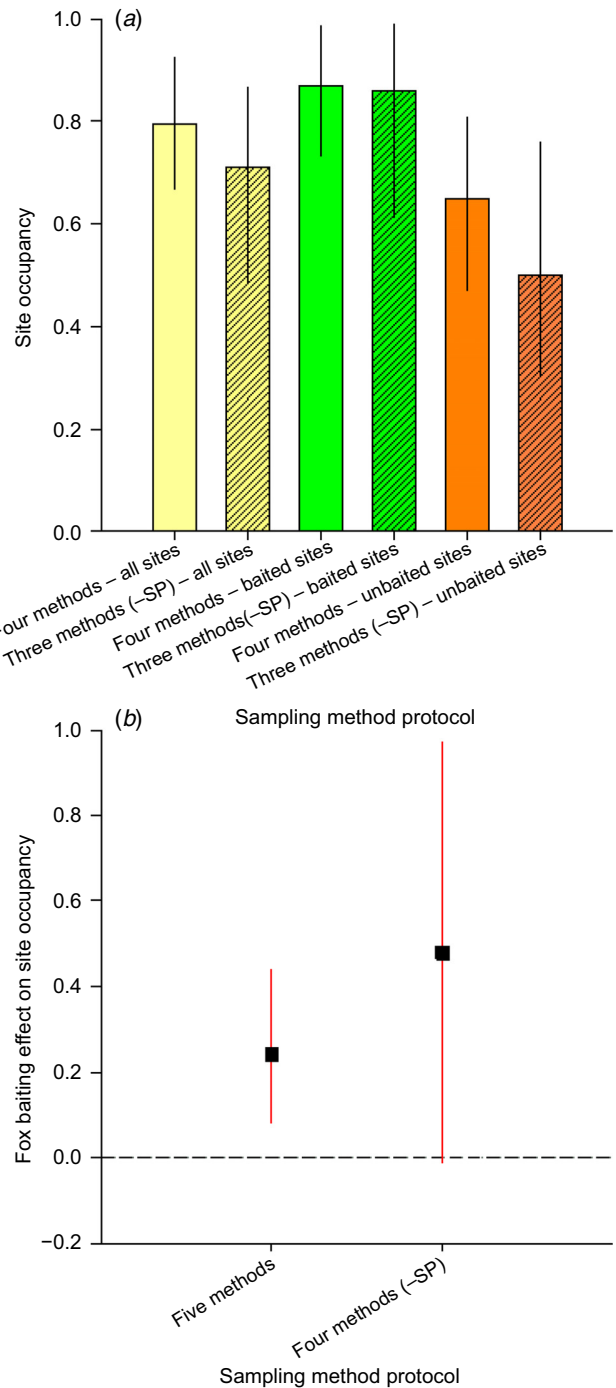 (a)
1.0
0.8
0.6
0.4
0.2
0.0
Site occupancy
our methods – all sites
Three methods (–SP) – all sites
Four methods – baited sites
Three methods(–SP) – baited sites
Four methods – unbaited sites
Three methods (–SP) – unbaited sites
Sampling method protocol
(b)
1.0
0.8
0.6
0.4
0.2
0.0
−0.2
Fox baiting effect on site occupancy
Five methods
Four methods (–SP)
Sampling method protocol